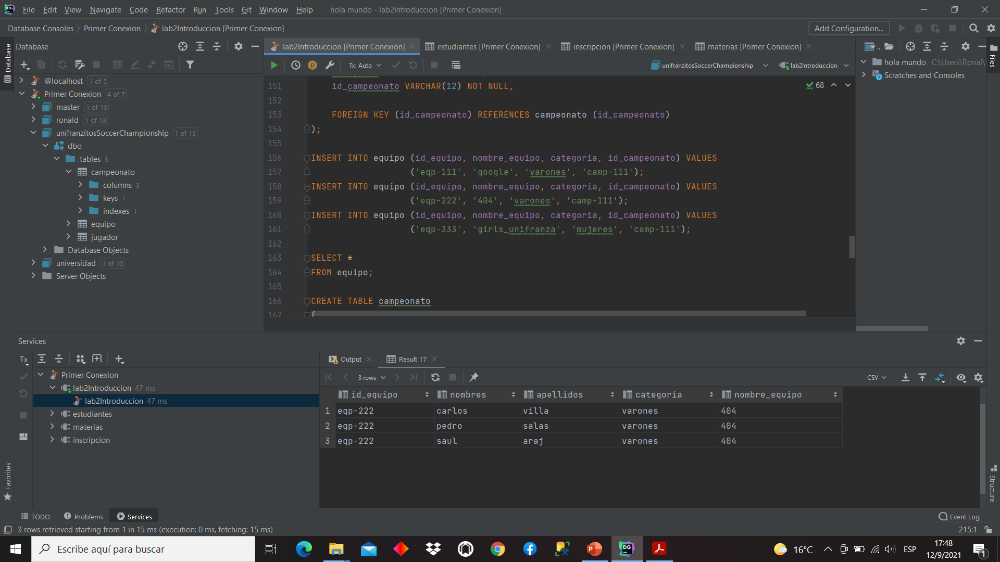 File Edit View Navigate Code Refactor Run Tools Git Window Help hola mundo - lab2Introduccion [Primer Conexion]
Database Consoles Primer Conexion lab2Introduccion [Primer Conexion] Add Configuration...
Database
lab2Introduccion [Primer Conexion] estudiantes [Primer Conexion] inscripcion [Primer Conexion] materias [Primer Conexion]
Tx: Auto unifranzitosSoccerChampionship lab2Introduccion
Database
Files
@localhost 1 of 5
Primer Conexion 4 of 7
master 1 of 13
ronald 1 of 13
unifranzitosSoccerChampionship 1 of 13
dbo
tables 3
campeonato
columns 3
keys 1
indexes 1
equipo
jugador
Database Objects
universidad 1 of 13
Server Objects
hola mundo C:\Users\Ronal\
Scratches and Consoles
68
151 id_campeonato VARCHAR(12) NOT NULL,
152
153 FOREIGN KEY (id_campeonato) REFERENCES campeonato (id_campeonato)
154 );
155
156 INSERT INTO equipo (id_equipo, nombre_equipo, categoria, id_campeonato) VALUES
157 ('eqp-111', 'google', 'varones', 'camp-111');
158 INSERT INTO equipo (id_equipo, nombre_equipo, categoria, id_campeonato) VALUES
159 ('eqp-222', '404', 'varones', 'camp-111');
160 INSERT INTO equipo (id_equipo, nombre_equipo, categoria, id_campeonato) VALUES
161 ('eqp-333', 'girls_unifranza', 'mujeres', 'camp-111');
162
163 SELECT *
164 FROM equipo;
165
166 CREATE TABLE campeonato
167 (
Services
Tx
Primer Conexion
lab2Introduccion 47 ms
lab2Introduccion 47 ms
estudiantes
materias
inscripcion
Output Result 17
3 rows CSV
id_equipo nombres apellidos categoria nombre_equipo
1 eqp-222 carlos villa varones 404
2 eqp-222 pedro salas varones 404
3 eqp-222 saul araj varones 404
Favorites
Structure
TODO Problems Services Event Log
3 rows retrieved starting from 1 in 15 ms (execution: 0 ms, fetching: 15 ms) 215:1
Escribe aquí para buscar
DG
16°C ESP
17:48
12/9/2021
1